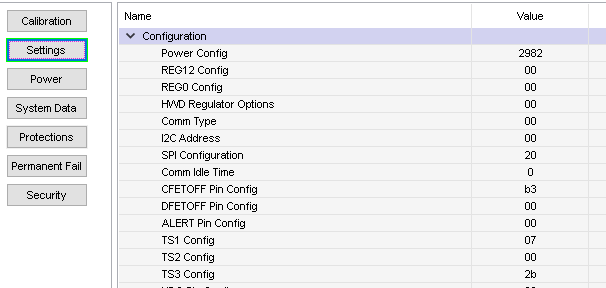 Calibration
Settings
Power
System Data
Protections
Permanent Fail
Security
Name Value
Configuration
Power Config 2982
REG12 Config 00
REG0 Config 00
HWD Regulator Options 00
Comm Type 00
I2C Address 00
SPI Configuration 20
Comm Idle Time 0
CFETOFF Pin Config b3
DFETOFF Pin Config 00
ALERT Pin Config 00
TS1 Config 07
TS2 Config 00
TS3 Config 2b